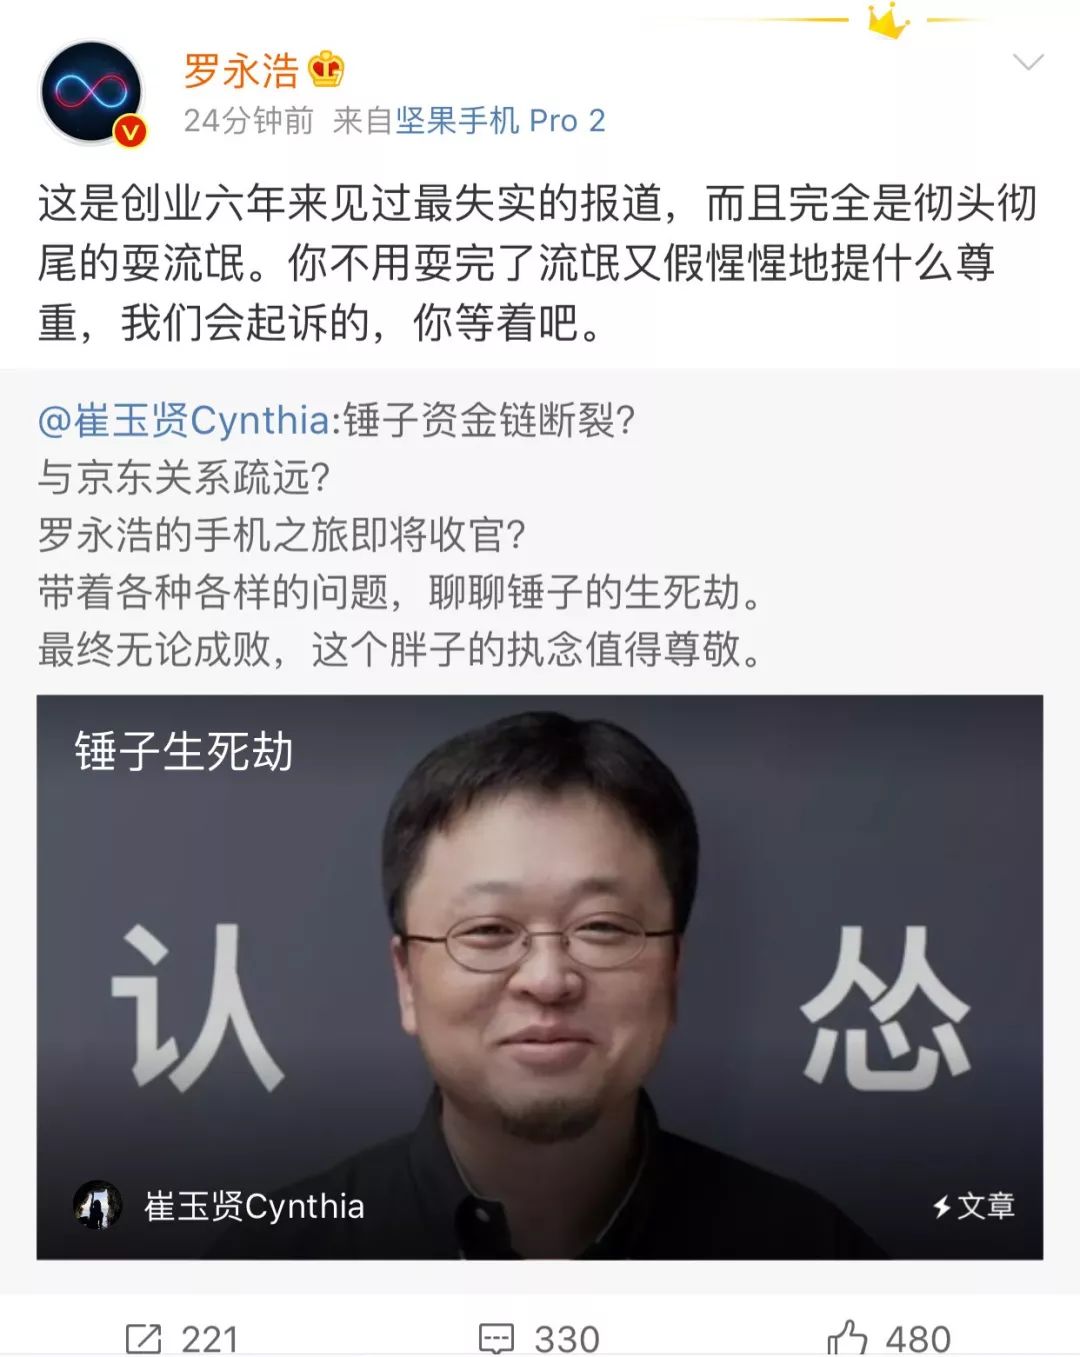 罗永浩
24分钟前 来自坚果手机 Pro 2
这是创业六年来见过最失实的报道，而且完全是彻头彻
尾的耍流氓。你不用耍完了流氓又假惺惺地提什么尊
重，我们会起诉的，你等着吧。
@崔玉贤Cynthia:锤子资金链断裂?
与京东关系疏远?
罗永浩的手机之旅即将收官?
带着各种各样的问题，聊聊锤子的生死劫。
最终无论成败，这个胖子的执念值得尊敬。
锤子生死劫
认 怂
崔玉贤Cynthia 文章
221 330 480